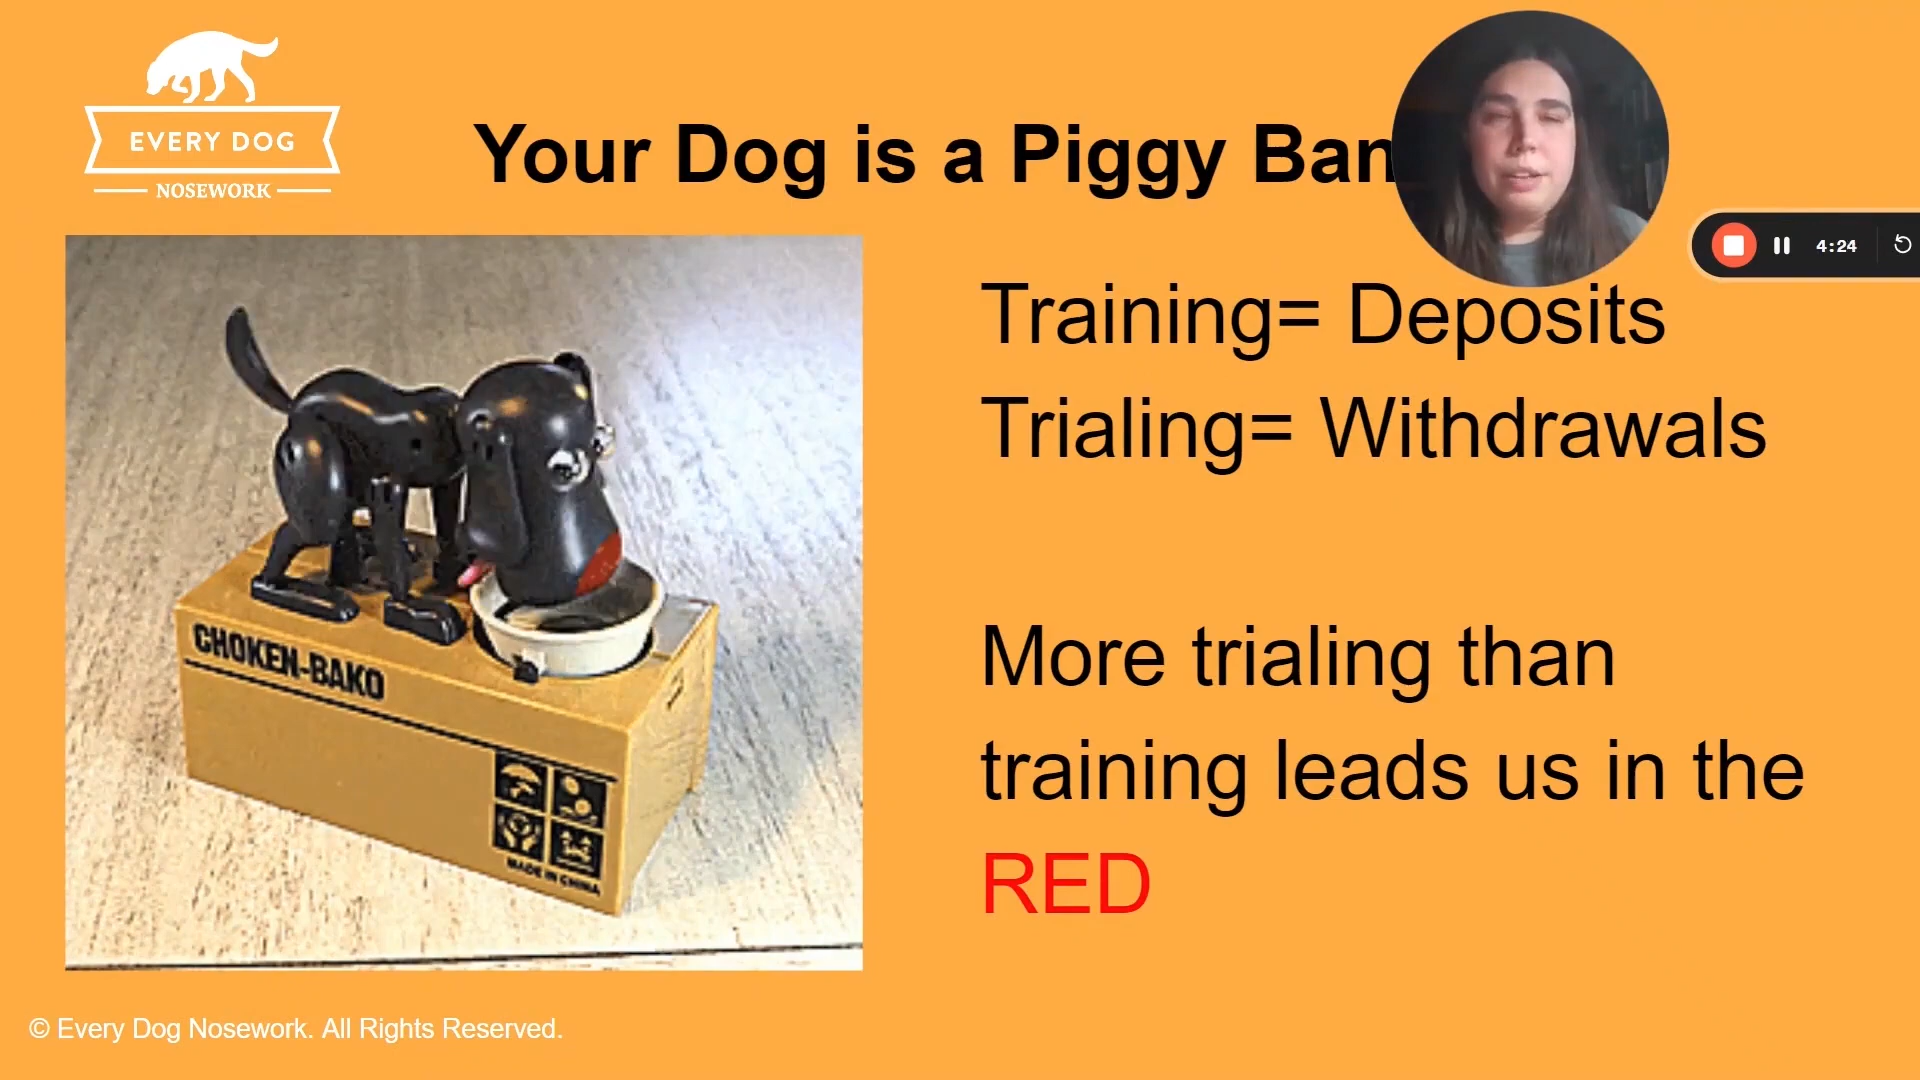 EVERY DOG
NOSEWORK
Your Dog is a Piggy Ban
4:24
Training= Deposits
Trialing= Withdrawals
More trialing than
training leads us in the
RED
CHOKEN-BAKO
MADE IN CHINA
© Every Dog Nosework. All Rights Reserved.